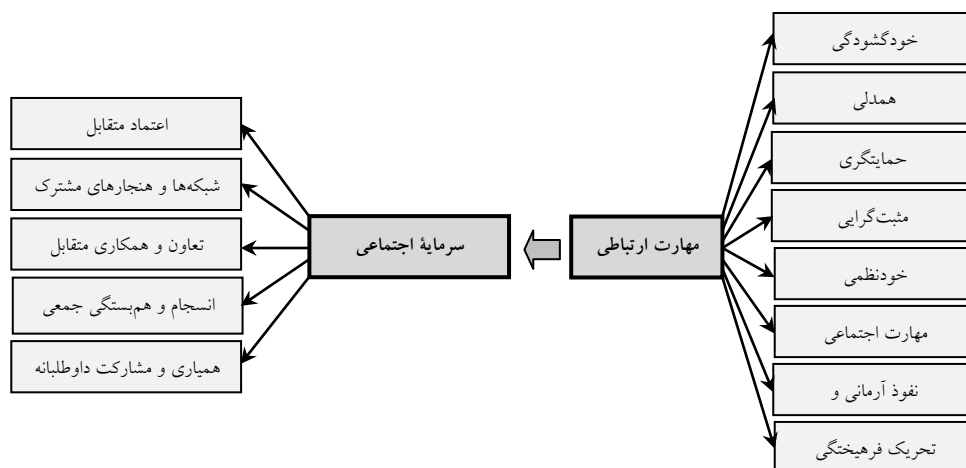 خودگشودگی
همدلی
حمایتگری
مثبت‌گرایی
خودنظمی
مهارت اجتماعی
نفوذ آرمانی و
تحریک فرهیختگی
مهارت ارتباطی
سرمایۀ اجتماعی
اعتماد متقابل
شبکه‌ها و هنجارهای مشترک
تعاون و همکاری متقابل
انسجام و هم‌بستگی جمعی
همیاری و مشارکت داوطلبانه